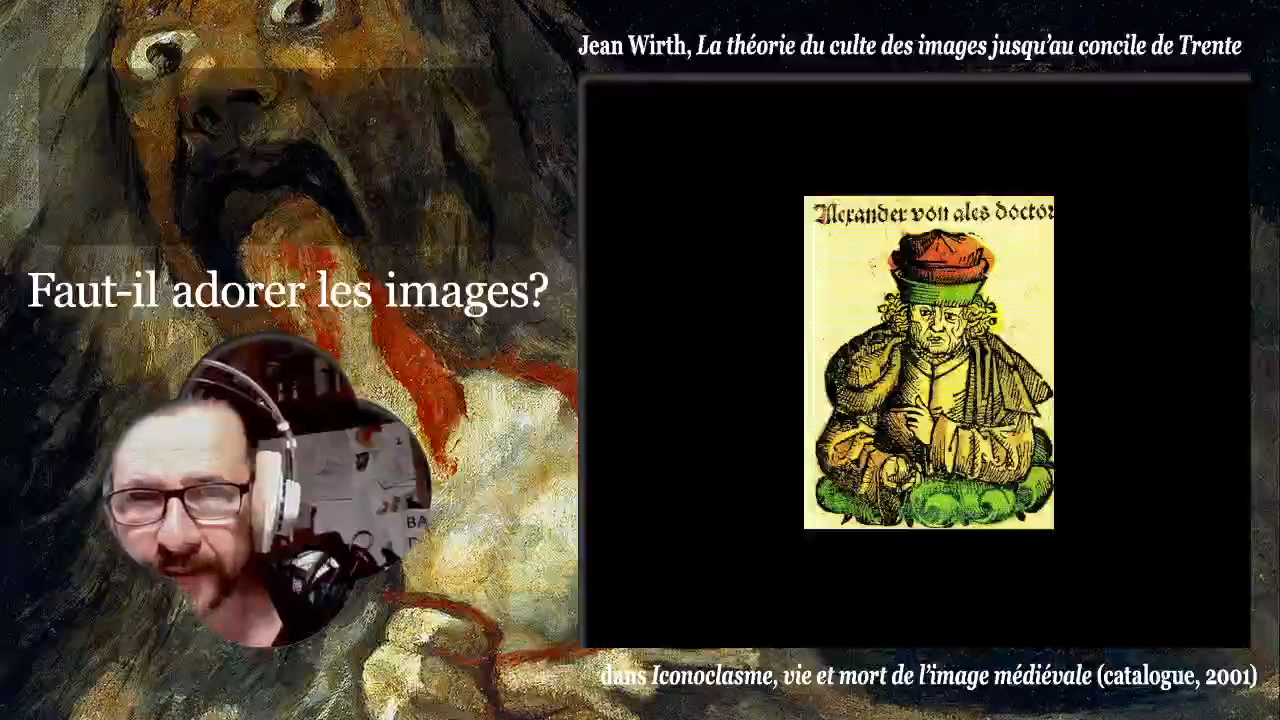 Jean Wirth, La théorie du culte des images jusqu'au concile de Trente
Alexander von ales doctor
Faut-il adorer les images?
BA
dans Iconoclasme, vie et mort de l'image médiévale (catalogue, 2001)